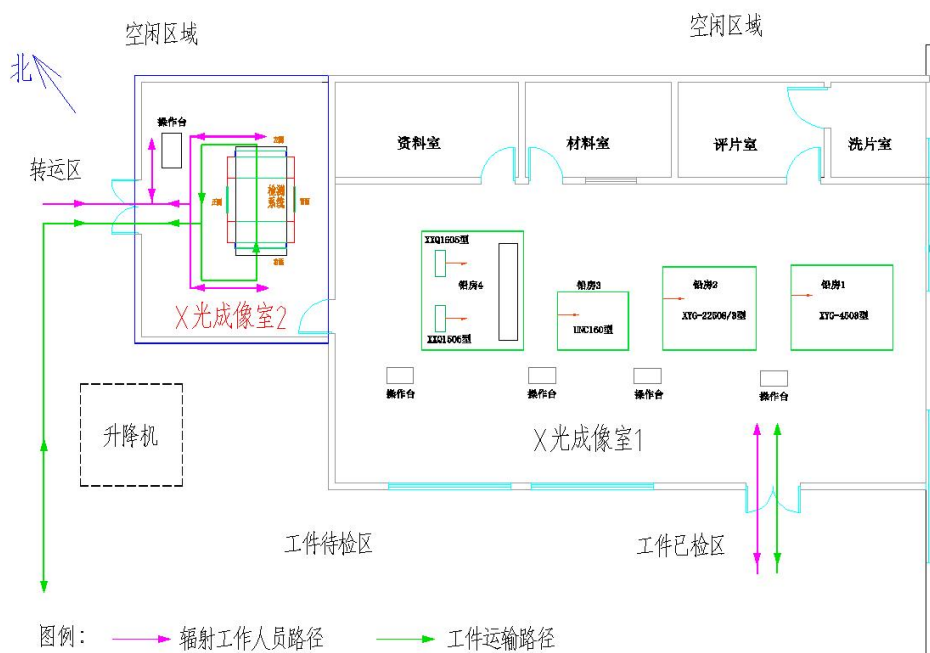 空闲区域
空闲区域
北
操作台
资料室
材料室
评片室
洗片室
转运区
检测
系统
XXQ1605型
铅房4
XXQ1506型
铅房3
UNC160型
铅房2
XYG-22508/3型
铅房1
XYG-4503型
X光成像室2
操作台
操作台
操作台
操作台
升降机
X光成像室1
工件待检区
工件已检区
图例：
辐射工作人员路径
工件运输路径